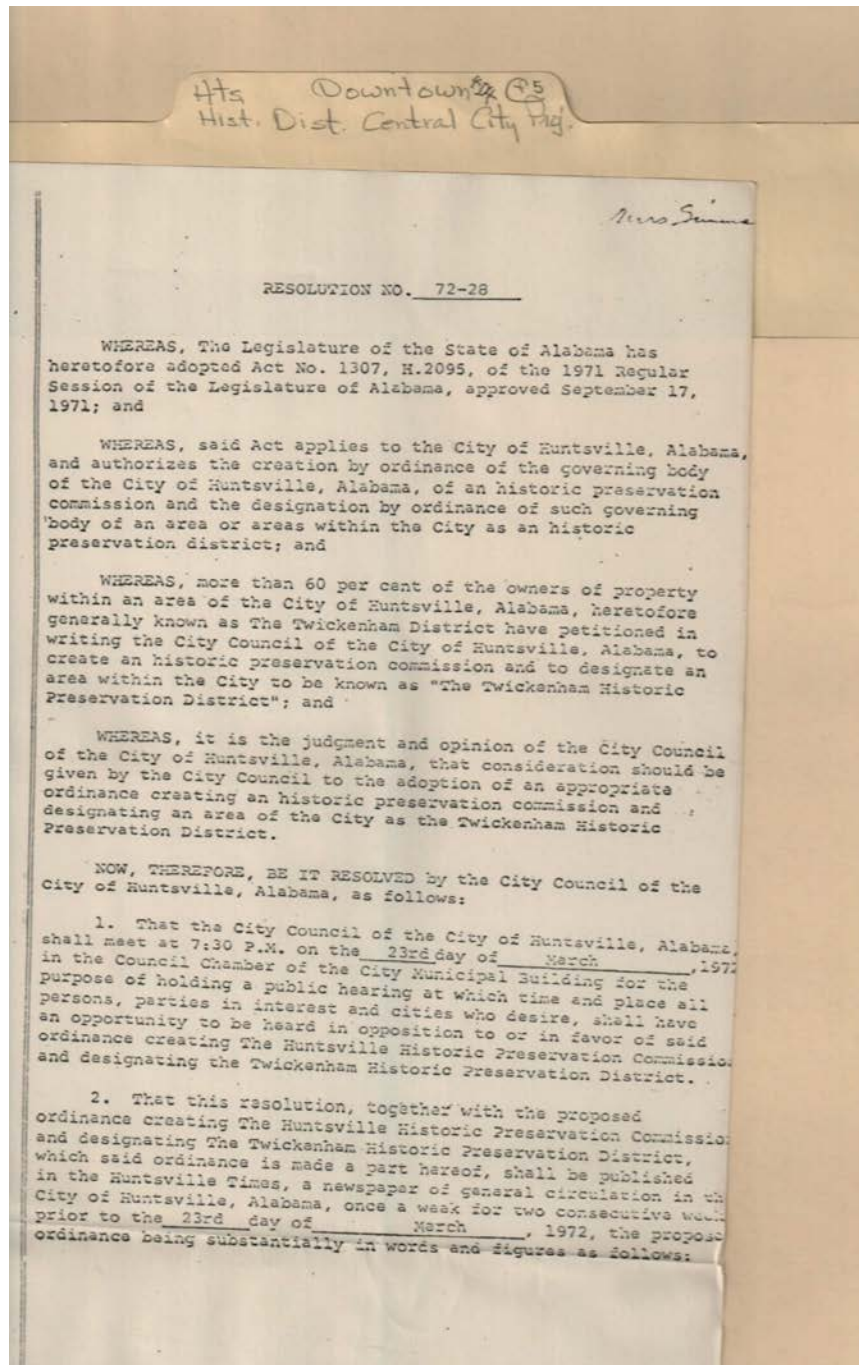 Hts Downtown
Hist. Dist. Central City Proj.
Mrs
RESOLUTION NO. 72-28
WHEREAS, The Legislature of the State of Alabama has
heretofore adopted Act No. 1307, H.2095, of the 1971 Regular
Session of the Legislature of Alabama, approved September 17,
1971; and
WHEREAS, said Act applies to the City of Huntsville, Alabama,
and authorizes the creation by ordinance of the governing body
of the City of Huntsville, Alabama, of an historic preservation
commission and the designation by ordinance of such governing
body of an area or areas within the City as an historic
preservation district; and
WHEREAS, more than 60 per cent of the owners of property
within an area of the City of Huntsville, Alabama, heretofore
generally known as The Twickenham District have petitioned in
writing the City Council of the City of Huntsville, Alabama, to
create an historic preservation commission and to designate an
area within the City to be known as "The Twickenham Historic
Preservation District"; and
WHEREAS, it is the judgment and opinion of the City Council
of the City of Huntsville, Alabama, that consideration should be
given by the City Council to the adoption of an appropriate
ordinance creating an historic preservation commission and
designating an area of the City as the Twickenham Historic
Preservation District.
NOW, THEREFORE, BE IT RESOLVED by the City Council of the
City of Huntsville, Alabama, as follows:
1. That the City Council of the City of Huntsville, Alabama,
shall meet at 7:30 P.M. on the 23rd day of March ,1972
in the Council Chamber of the City Municipal Building for the
purpose of holding a public hearing at which time and place all
persons, parties in interest and cities who desire, shall have
an opportunity to be heard in opposition to or in favor of said
ordinance creating The Huntsville Historic Preservation Commissio
and designating the Twickenham Historic Preservation District.
2. That this resolution, together with the proposed
ordinance creating The Huntsville Historic Preservation Commissio
and designating The Twickenham Historic Preservation District,
which said ordinance is made a part hereof, shall be published
in the Huntsville Times, a newspaper of general circulation in th
City of Huntsville, Alabama, once a week for two consecutive week
prior to the 23rd day of March , 1972, the propose
ordinance being substantially in words and figures as follows: